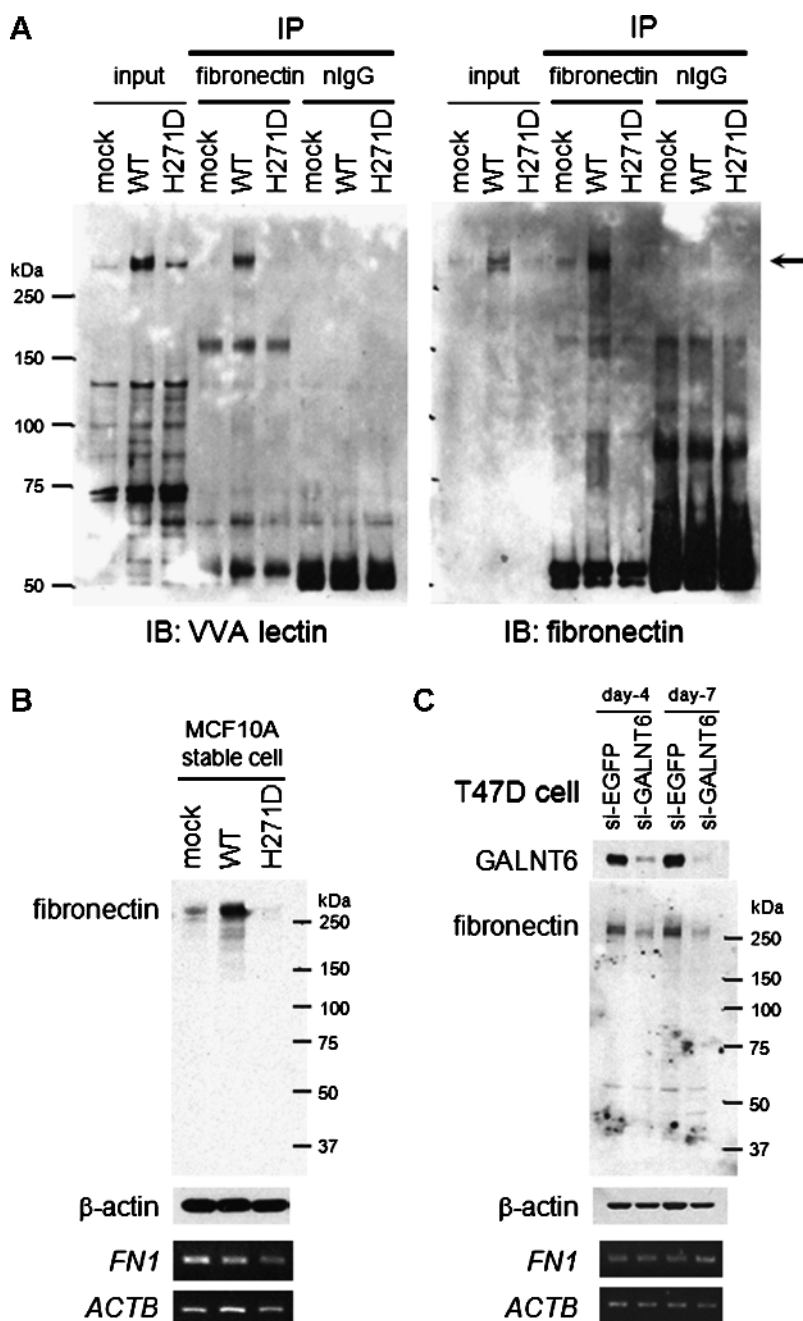 A
IP
input
fibronectin
nIgG
mock
WT
H271D
mock
WT
H271D
mock
WT
H271D
kDa
250
150
100
75
50
IB: VVA lectin
IP
input
fibronectin
nIgG
mock
WT
H271D
mock
WT
H271D
mock
WT
H271D
IB: fibronectin
B
MCF10A
stable cell
mock
WT
H271D
fibronectin
kDa
250
150
100
75
50
37
β-actin
FN1
ACTB
C
day-4
day-7
T47D cell
si-EGFP
si-GALNT6
si-EGFP
si-GALNT6
GALNT6
fibronectin
kDa
250
150
100
75
50
37
β-actin
FN1
ACTB